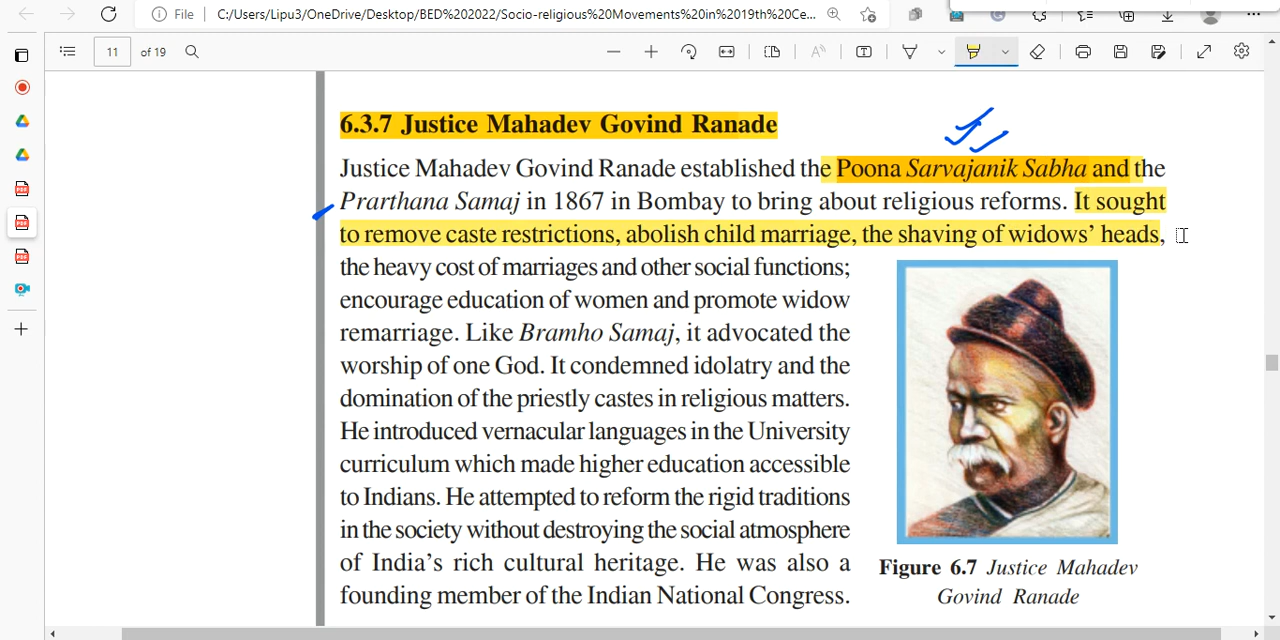 File
C:/Users/Lipu3/OneDrive/Desktop/BED%202022/Socio-religious%20Movements%20in%2019th%20Ce...
11 of 19
6.3.7 Justice Mahadev Govind Ranade
Justice Mahadev Govind Ranade established the Poona Sarvajanik Sabha and the
Prarthana Samaj in 1867 in Bombay to bring about religious reforms. It sought
to remove caste restrictions, abolish child marriage, the shaving of widows' heads,
the heavy cost of marriages and other social functions;
encourage education of women and promote widow
remarriage. Like Bramho Samaj, it advocated the
worship of one God. It condemned idolatry and the
domination of the priestly castes in religious matters.
He introduced vernacular languages in the University
curriculum which made higher education accessible
to Indians. He attempted to reform the rigid traditions
in the society without destroying the social atmosphere
of India's rich cultural heritage. He was also a
founding member of the Indian National Congress.
Figure 6.7 Justice Mahadev
Govind Ranade